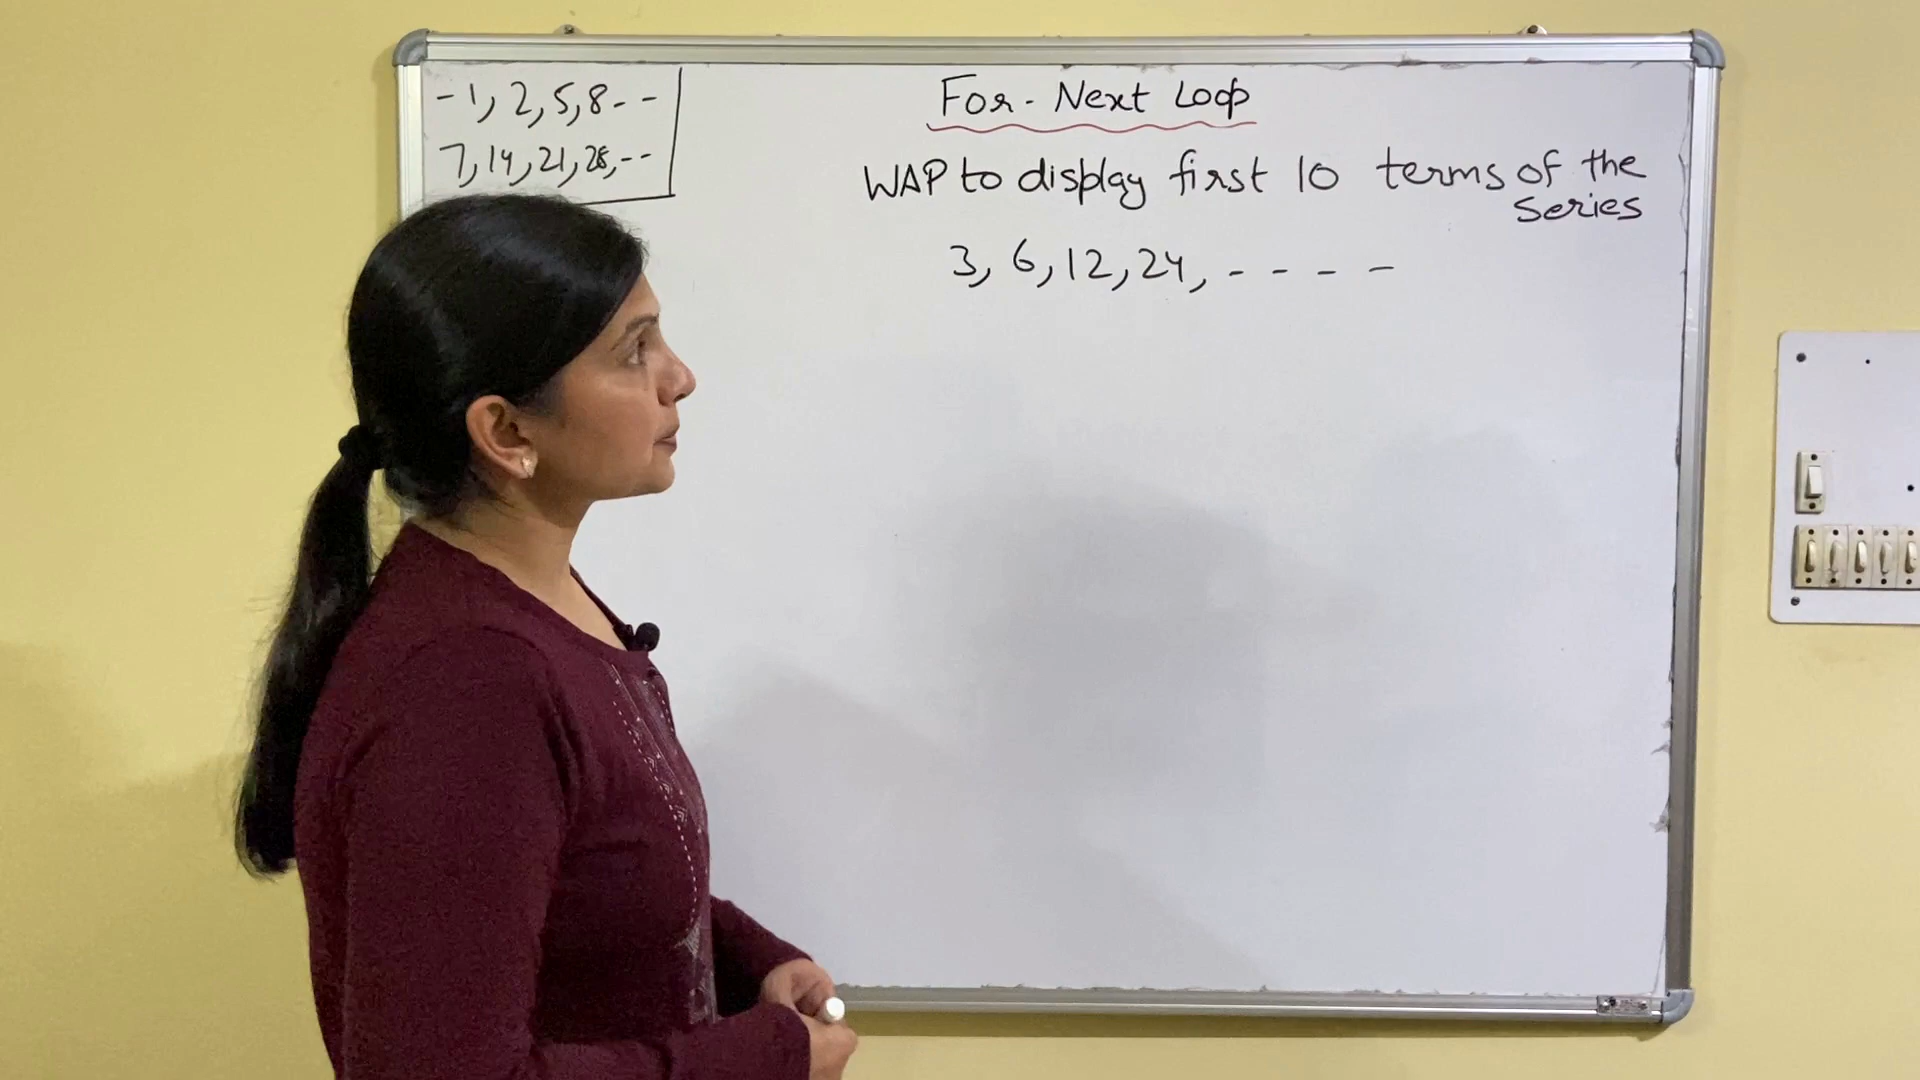 -1, 2, 5, 8 - -
7, 14, 21, 28, - -
For - Next Loop
WAP to display first 10 terms of the
series
3, 6, 12, 24, - - - -